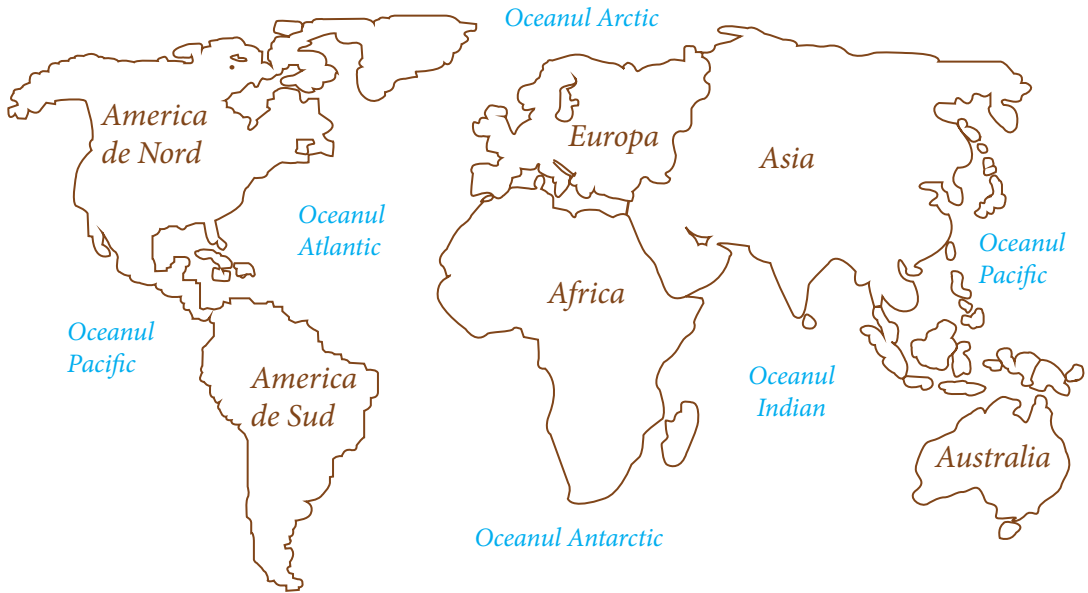 Oceanul Arctic
America
de Nord
Europa
Asia
Oceanul
Atlantic
Oceanul
Pacific
Africa
Oceanul
Pacific
America
de Sud
Oceanul
Indian
Australia
Oceanul Antarctic